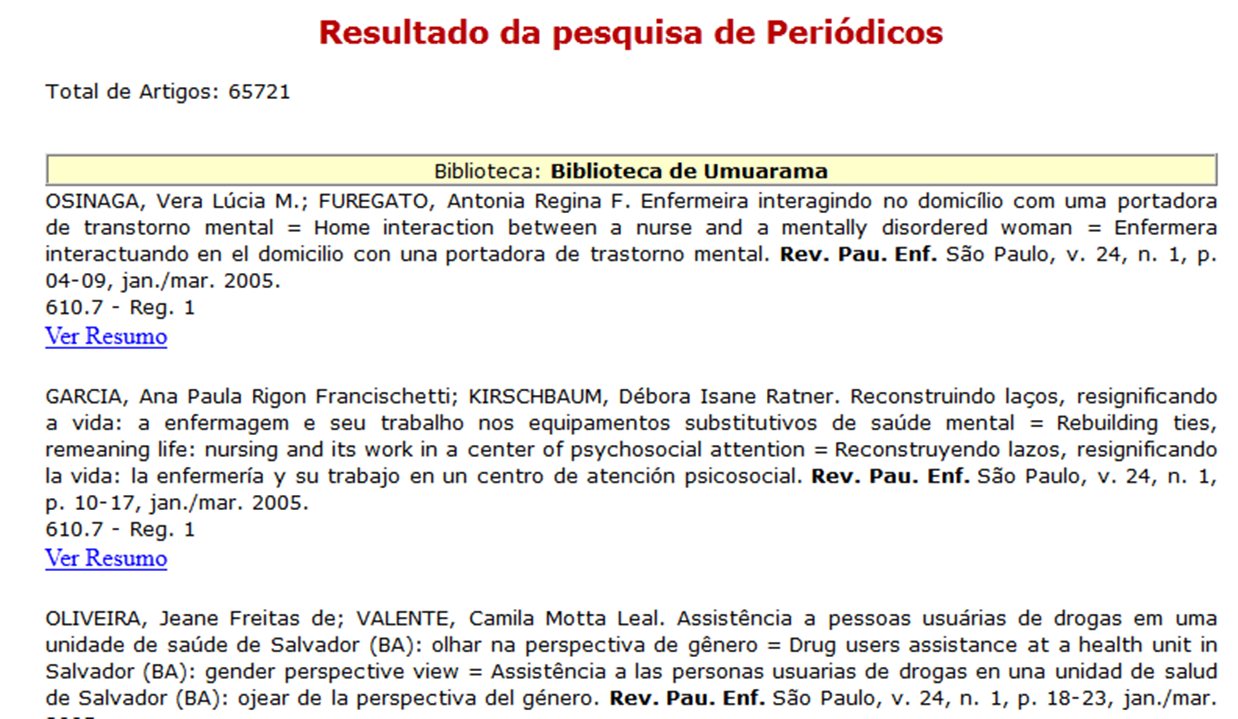 Resultado da pesquisa de Periódicos
Total de Artigos: 65721
Biblioteca: Biblioteca de Umuarama
OSINAGA, Vera Lúcia M.; FUREGATO, Antonia Regina F. Enfermeira interagindo no domicílio com uma portadora
de transtorno mental = Home interaction between a nurse and a mentally disordered woman = Enfermera
interactuando en el domicilio con una portadora de trastorno mental. Rev. Pau. Enf. São Paulo, v. 24, n. 1, p.
04-09, jan./mar. 2005.
610.7 - Reg. 1
Ver Resumo
GARCIA, Ana Paula Rigon Francischetti; KIRSCHBAUM, Débora Isane Ratner. Reconstruindo laços, resignificando
a vida: a enfermagem e seu trabalho nos equipamentos substitutivos de saúde mental = Rebuilding ties,
remeaning life: nursing and its work in a center of psychosocial attention = Reconstruyendo lazos, resignificando
la vida: la enfermería y su trabajo en un centro de atención psicosocial. Rev. Pau. Enf. São Paulo, v. 24, n. 1,
p. 10-17, jan./mar. 2005.
610.7 - Reg. 1
Ver Resumo
OLIVEIRA, Jeane Freitas de; VALENTE, Camila Motta Leal. Assistência a pessoas usuárias de drogas em uma
unidade de saúde de Salvador (BA): olhar na perspectiva de gênero = Drug users assistance at a health unit in
Salvador (BA): gender perspective view = Assistência a las personas usuarias de drogas en una unidad de salud
de Salvador (BA): ojear de la perspectiva del género. Rev. Pau. Enf. São Paulo, v. 24, n. 1, p. 18-23, jan./mar.